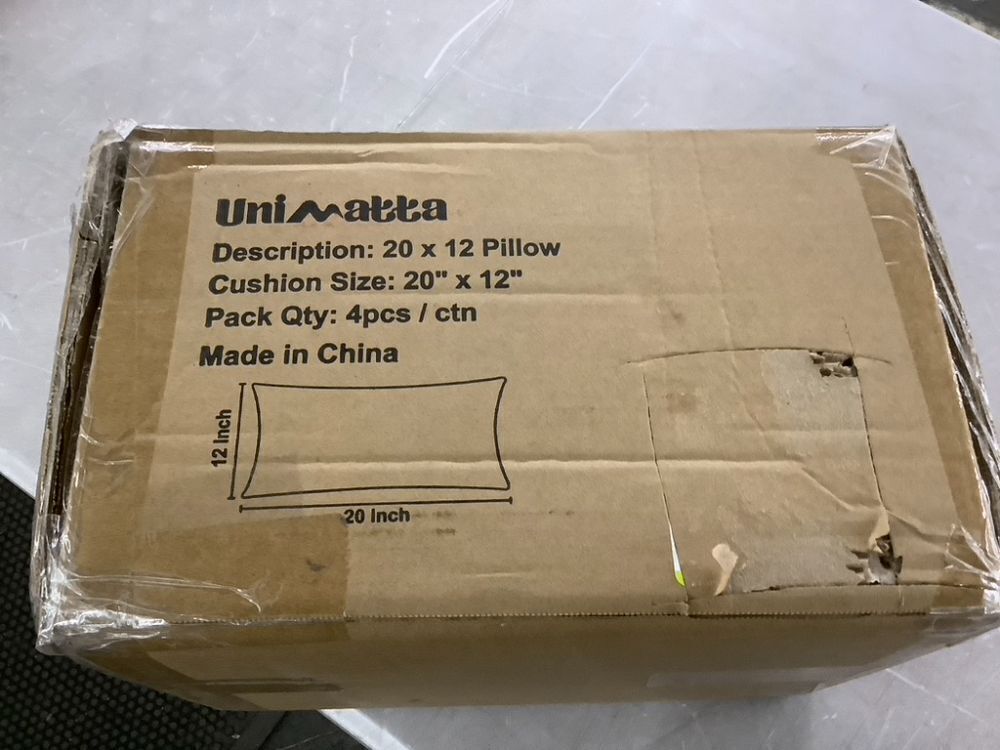 Unimatta
Description: 20 x 12 Pillow
Cushion Size: 20" x 12"
Pack Qty: 4pcs / ctn
Made in China
12 Inch
20 Inch